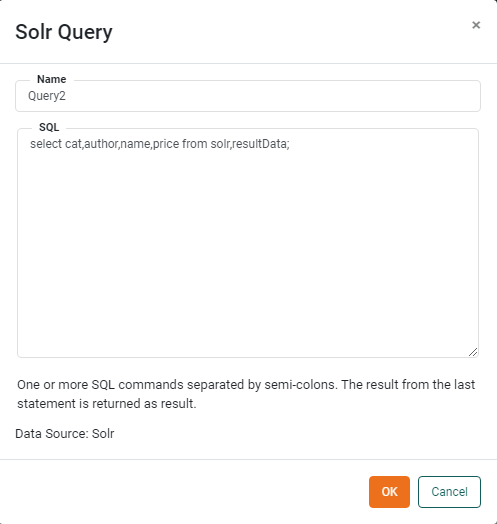 Solr Query
×
Name
Query2
SQL
select cat,author,name,price from solr,resultData;
One or more SQL commands separated by semi-colons. The result from the last
statement is returned as result.
Data Source: Solr
OK
Cancel